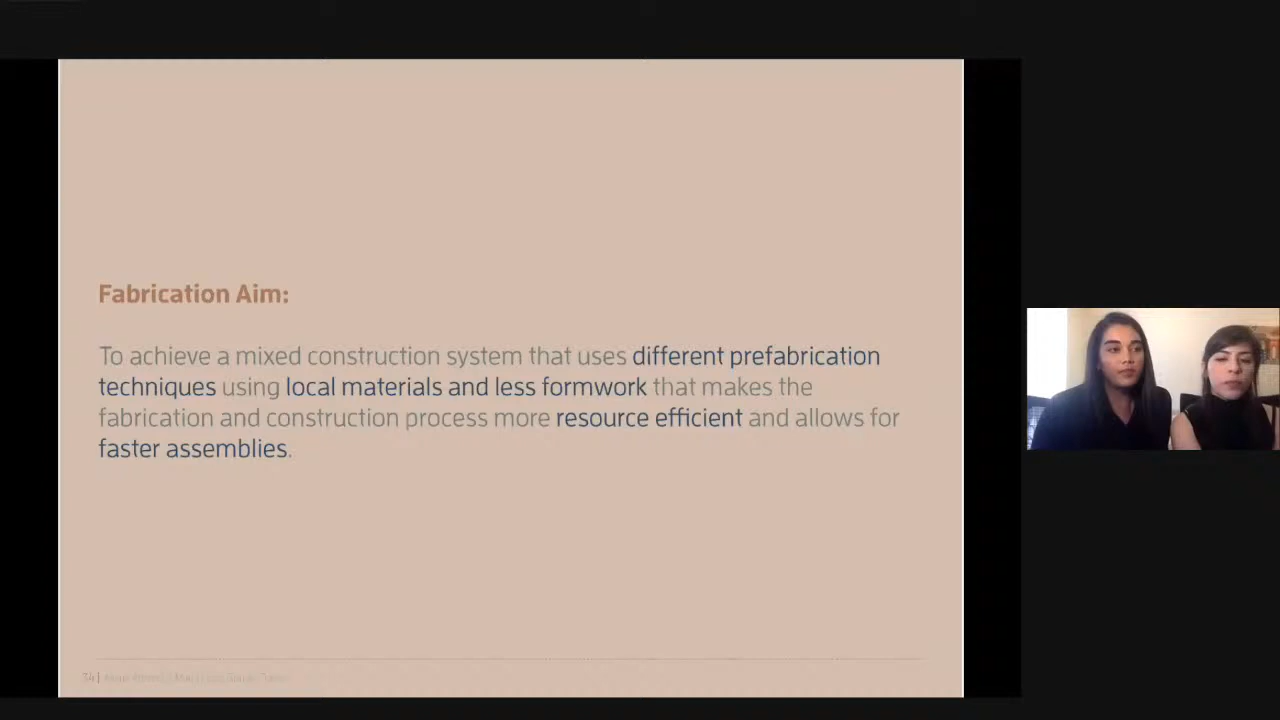 Fabrication Aim:
To achieve a mixed construction system that uses different prefabrication
techniques using local materials and less formwork that makes the
fabrication and construction process more resource efficient and allows for
faster assemblies.
34 |